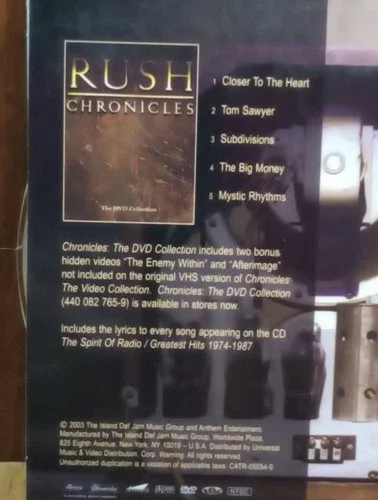 RUSH
CHRONICLES
The DVD Collection
1 Closer To The Heart
2 Tom Sawyer
3 Subdivisions
4 The Big Money
5 Mystic Rhythms
Chronicles: The DVD Collection includes two bonus
hidden videos "The Enemy Within" and "Afterimage"
not included on the original VHS version of Chronicles:
The Video Collection. Chronicles: The DVD Collection
(440 082 765-9) is available in stores now.
Includes the lyrics to every song appearing on the CD
The Spirit Of Radio / Greatest Hits 1974-1987
© 2003 The Island Def Jam Music Group and Anthem Entertainment.
Manufactured by The Island Def Jam Music Group, Worldwide Plaza,
825 Eighth Avenue, New York, NY 10019 – U.S.A. Distributed by Universal
Music & Video Distribution, Corp. Warning: All rights reserved.
Unauthorized duplication is a violation of applicable laws. CATR-05054-9
DVD
NTSC